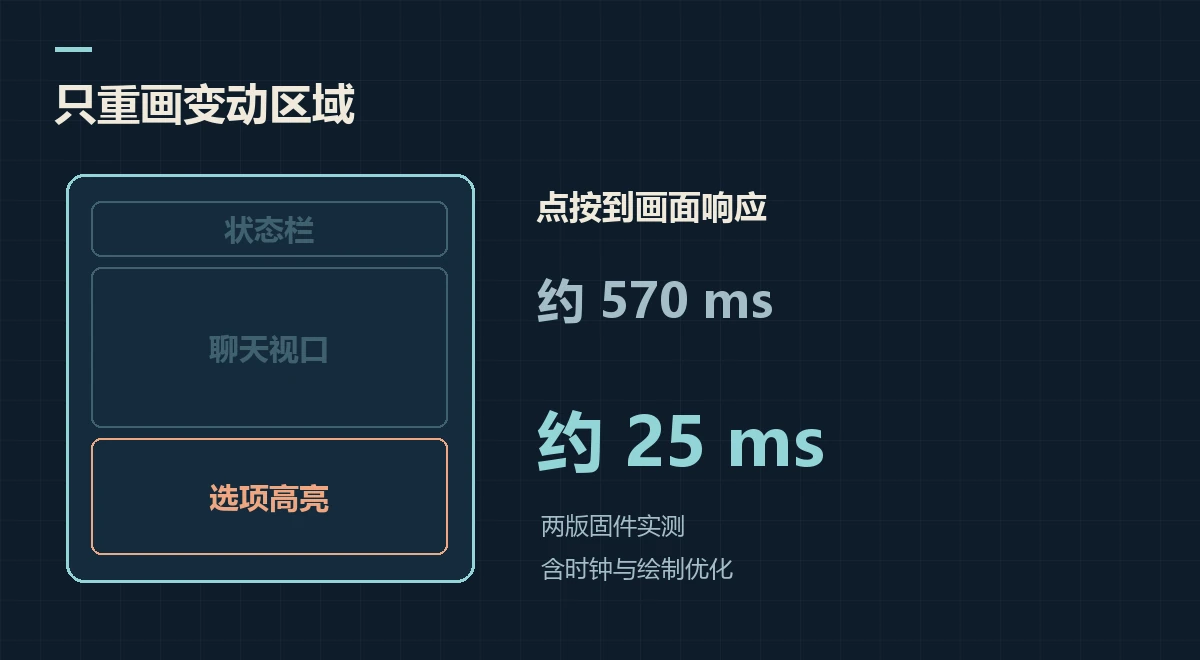 只重画变动区域
状态栏
聊天视口
选项高亮
点按到画面响应
约 570 ms
约 25 ms
两版固件实测
含时钟与绘制优化